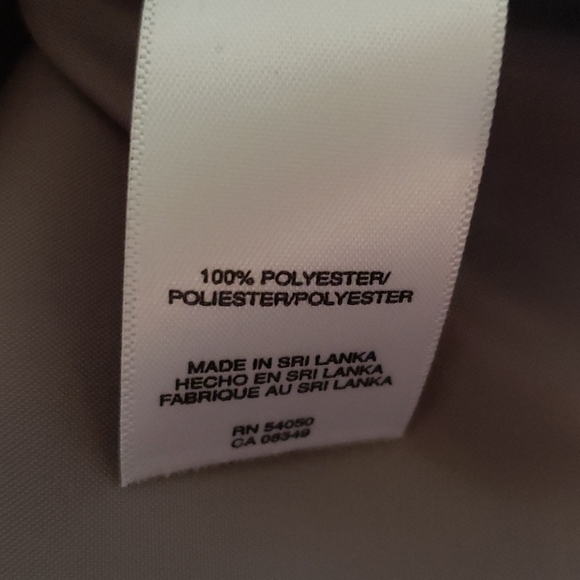 100% POLYESTER/
POLIESTER/POLYESTER
MADE IN SRI LANKA
HECHO EN SRI LANKA
FABRIQUE AU SRI LANKA
RN 54050
CA 08349